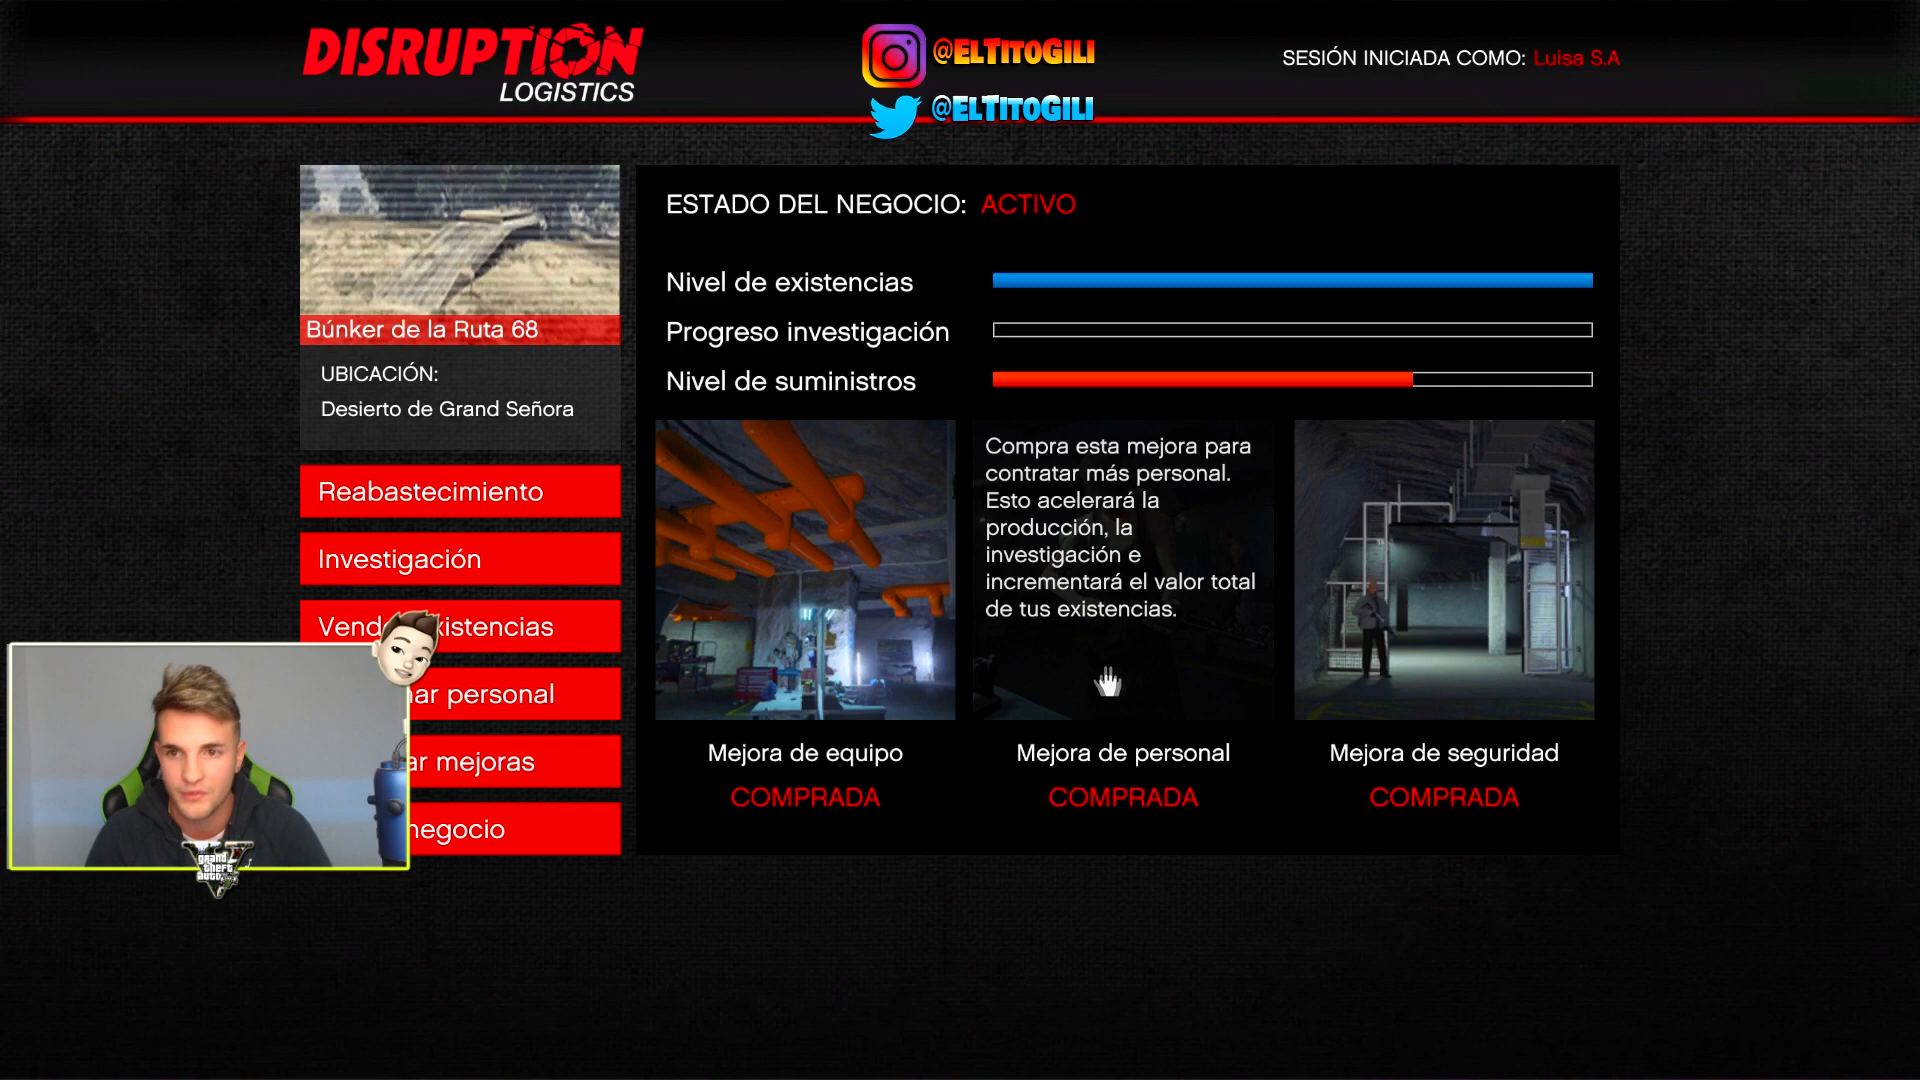 DISRUPTION
LOGISTICS
@ELTITOGILI
@ELTITOGILI
SESIÓN INICIADA COMO: Luisa S.A
Búnker de la Ruta 68
UBICACIÓN:
Desierto de Grand Señora
Reabastecimiento
Investigación
Vend xistencias
ar personal
ar mejoras
negocio
ESTADO DEL NEGOCIO: ACTIVO
Nivel de existencias
Progreso investigación
Nivel de suministros
Compra esta mejora para
contratar más personal.
Esto acelerará la
producción, la
investigación e
incrementará el valor total
de tus existencias.
Mejora de equipo
COMPRADA
Mejora de personal
COMPRADA
Mejora de seguridad
COMPRADA
grand
theft
auto